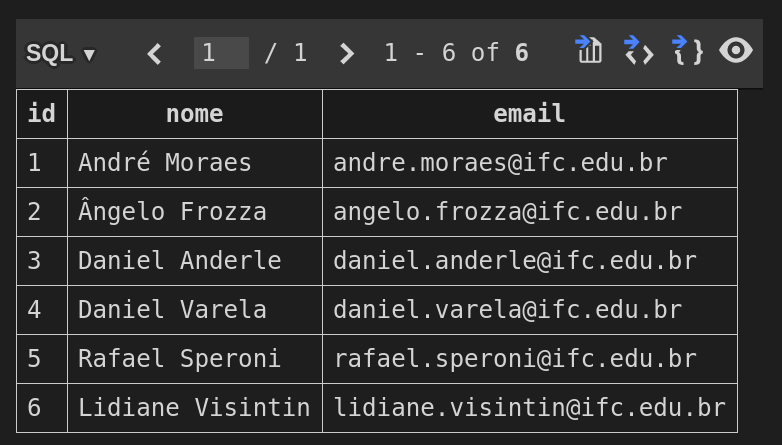 SQL ▼ 1 / 1 1 - 6 of 6
id nome email
1 André Moraes andre.moraes@ifc.edu.br
2 Ângelo Frozza angelo.frozza@ifc.edu.br
3 Daniel Anderle daniel.anderle@ifc.edu.br
4 Daniel Varela daniel.varela@ifc.edu.br
5 Rafael Speroni rafael.speroni@ifc.edu.br
6 Lidiane Visintin lidiane.visintin@ifc.edu.br